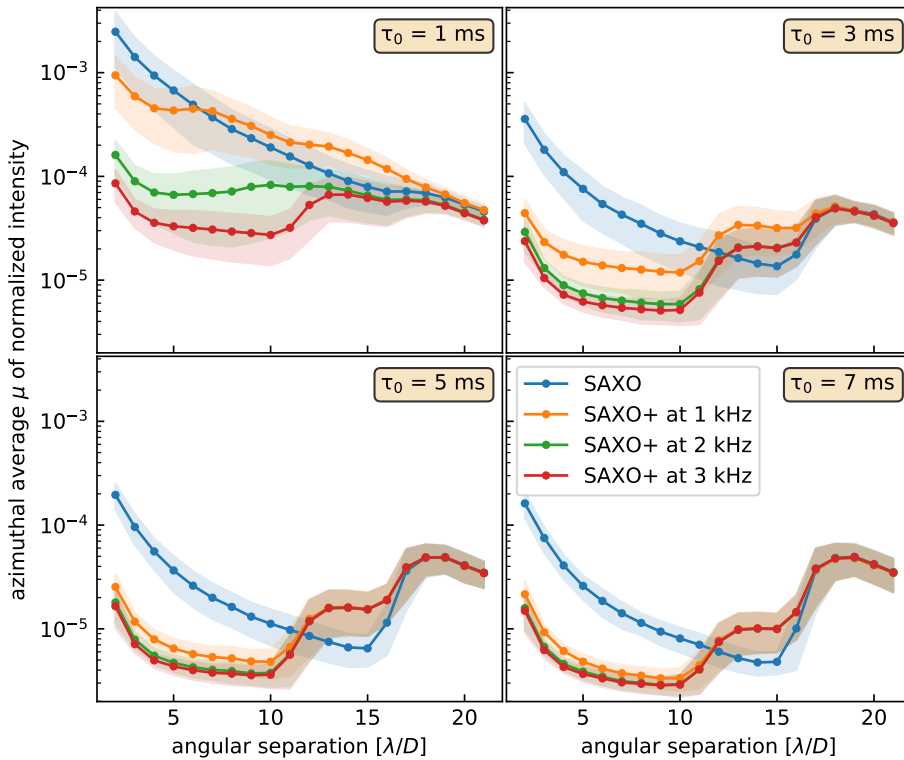 τ₀ = 1 ms
τ₀ = 3 ms
10⁻³
10⁻⁴
10⁻⁵
azimuthal average μ of normalized intensity
τ₀ = 5 ms
τ₀ = 7 ms
10⁻³
10⁻⁴
10⁻⁵
SAXO
SAXO+ at 1 kHz
SAXO+ at 2 kHz
SAXO+ at 3 kHz
5 10 15 20
5 10 15 20
angular separation [λ/D]
angular separation [λ/D]